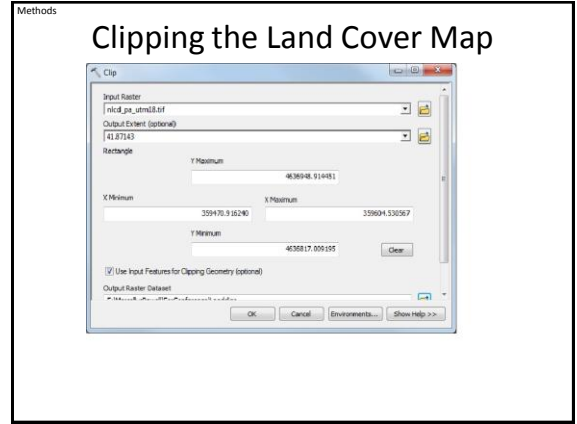 Methods
Clipping the Land Cover Map
Clip
Input Raster
nlcd_pa_utm18.tif
Output Extent (optional)
41.87143
Rectangle
Y Maximum
4636948.914451
X Minimum
X Maximum
359470.916240
359604.530567
Y Minimum
4636817.009195
Clear
Use Input Features for Clipping Geometry (optional)
Output Raster Dataset
OK
Cancel
Environments...
Show Help >>